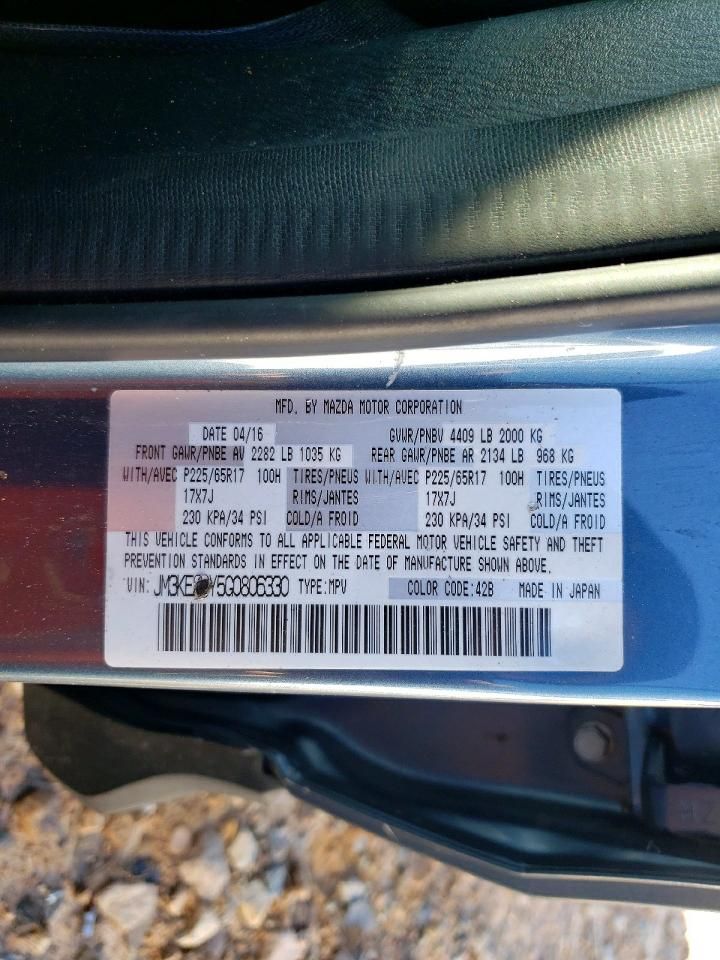 MFD. BY MAZDA MOTOR CORPORATION
DATE 04/16 GVWR/PNBV 4409 LB 2000 KG
FRONT GAWR/PNBE AV 2282 LB 1035 KG REAR GAWR/PNBE AR 2134 LB 968 KG
WITH/AVEC P225/65R17 100H TIRES/PNEUS WITH/AVEC P225/65R17 100H TIRES/PNEUS
17X7J RIMS/JANTES 17X7J RIMS/JANTES
230 KPA/34 PSI COLD/A FROID 230 KPA/34 PSI COLD/A FROID
THIS VEHICLE CONFORMS TO ALL APPLICABLE FEDERAL MOTOR VEHICLE SAFETY AND THEFT
PREVENTION STANDARDS IN EFFECT ON THE DATE OF MANUFACTURE SHOWN ABOVE.
VIN: TYPE:MPV COLOR CODE:42B MADE IN JAPAN